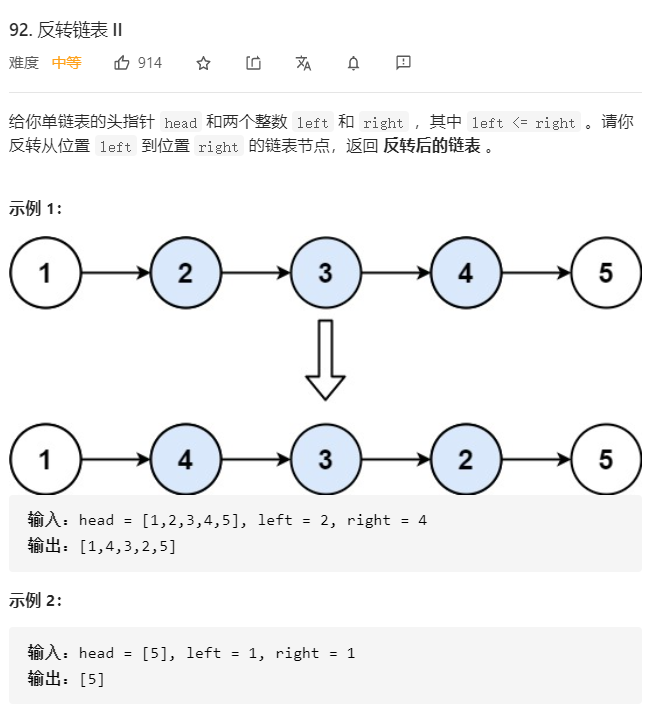 92. 反转链表 II
难度 中等 914
给你单链表的头指针 head 和两个整数 left 和 right ，其中 left <= right 。请你
反转从位置 left 到位置 right 的链表节点，返回 反转后的链表 。
示例 1：
1 2 3 4 5
1 4 3 2 5
输入：head = [1,2,3,4,5], left = 2, right = 4
输出：[1,4,3,2,5]
示例 2：
输入：head = [5], left = 1, right = 1
输出：[5]